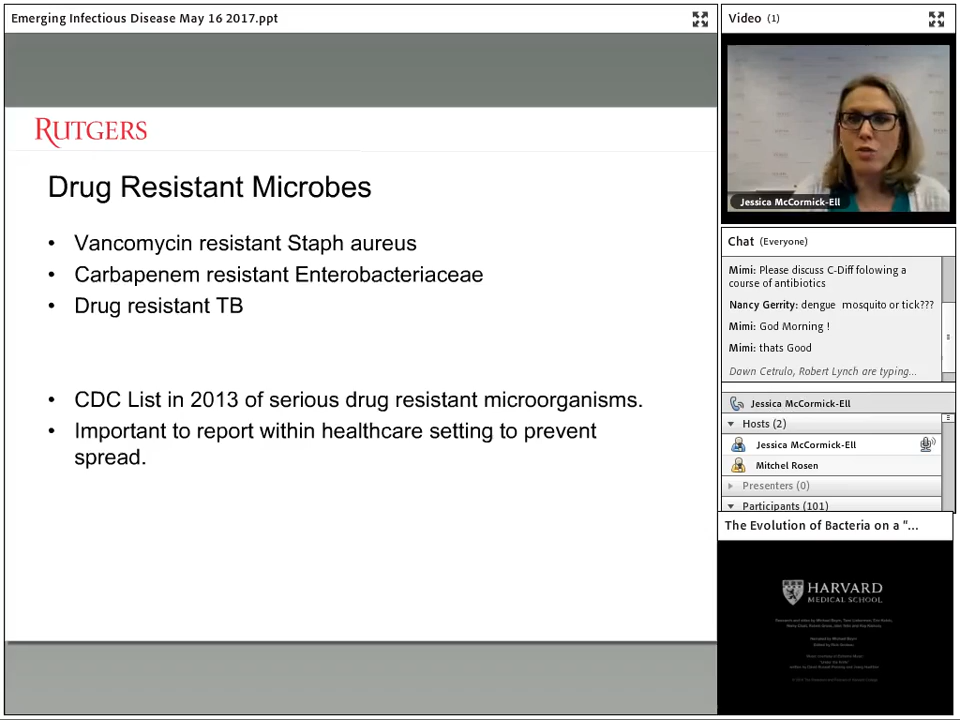 Emerging Infectious Disease May 16 2017.ppt
RUTGERS
Drug Resistant Microbes
• Vancomycin resistant Staph aureus
• Carbapenem resistant Enterobacteriaceae
• Drug resistant TB
• CDC List in 2013 of serious drug resistant microorganisms.
• Important to report within healthcare setting to prevent
spread.
Video (1)
Jessica McCormick-Ell
Chat (Everyone)
Mimi: Please discuss C-Diff folowing a
course of antibiotics
Nancy Gerrity: dengue mosquito or tick???
Mimi: God Morning !
Mimi: thats Good
Dawn Cetrulo, Robert Lynch are typing...
Jessica McCormick-Ell
Hosts (2)
Jessica McCormick-Ell
Mitchel Rosen
Presenters (0)
Participants (101)
The Evolution of Bacteria on a “...
HARVARD
MEDICAL SCHOOL